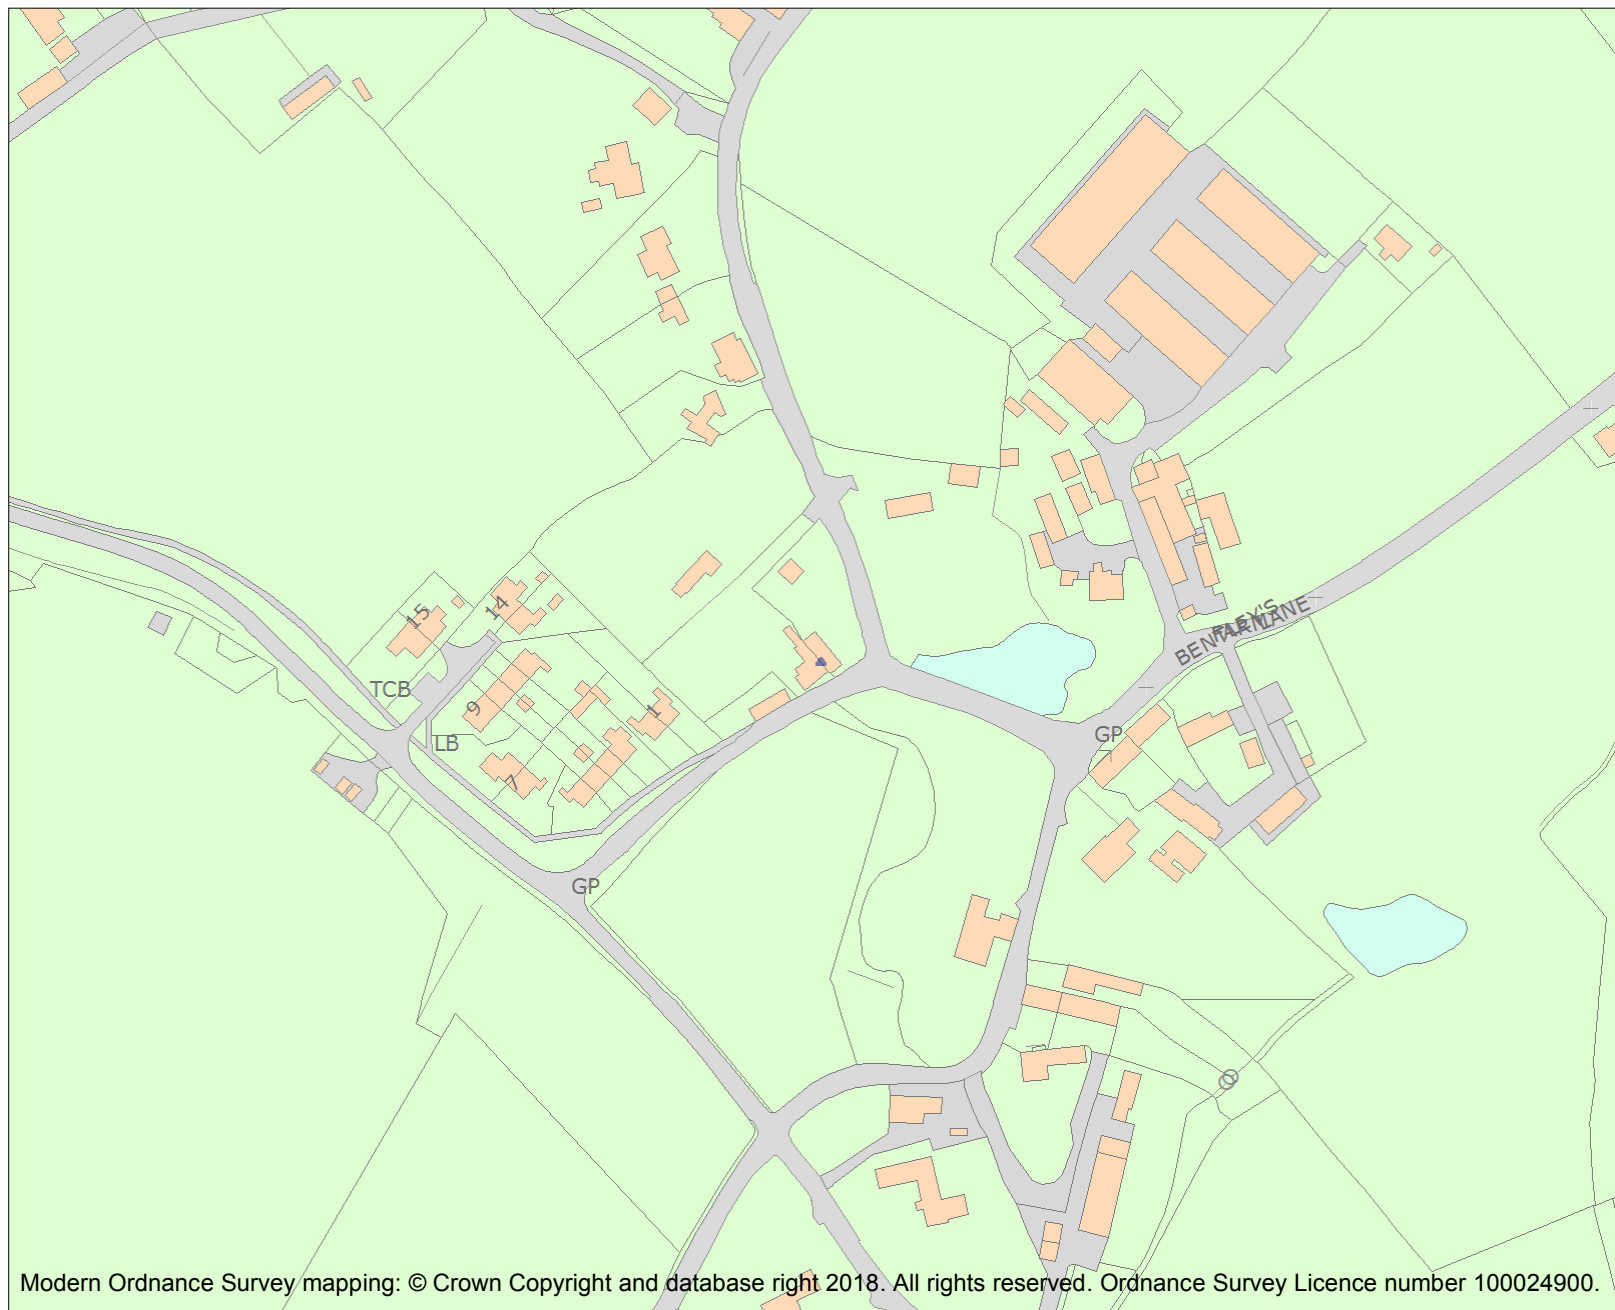 BENTLEY'S
FARM LANE
15
14
TCB
9
1
LB
GP
7
GP
Modern Ordnance Survey mapping: © Crown Copyright and database right 2018. All rights reserved. Ordnance Survey Licence number 100024900.